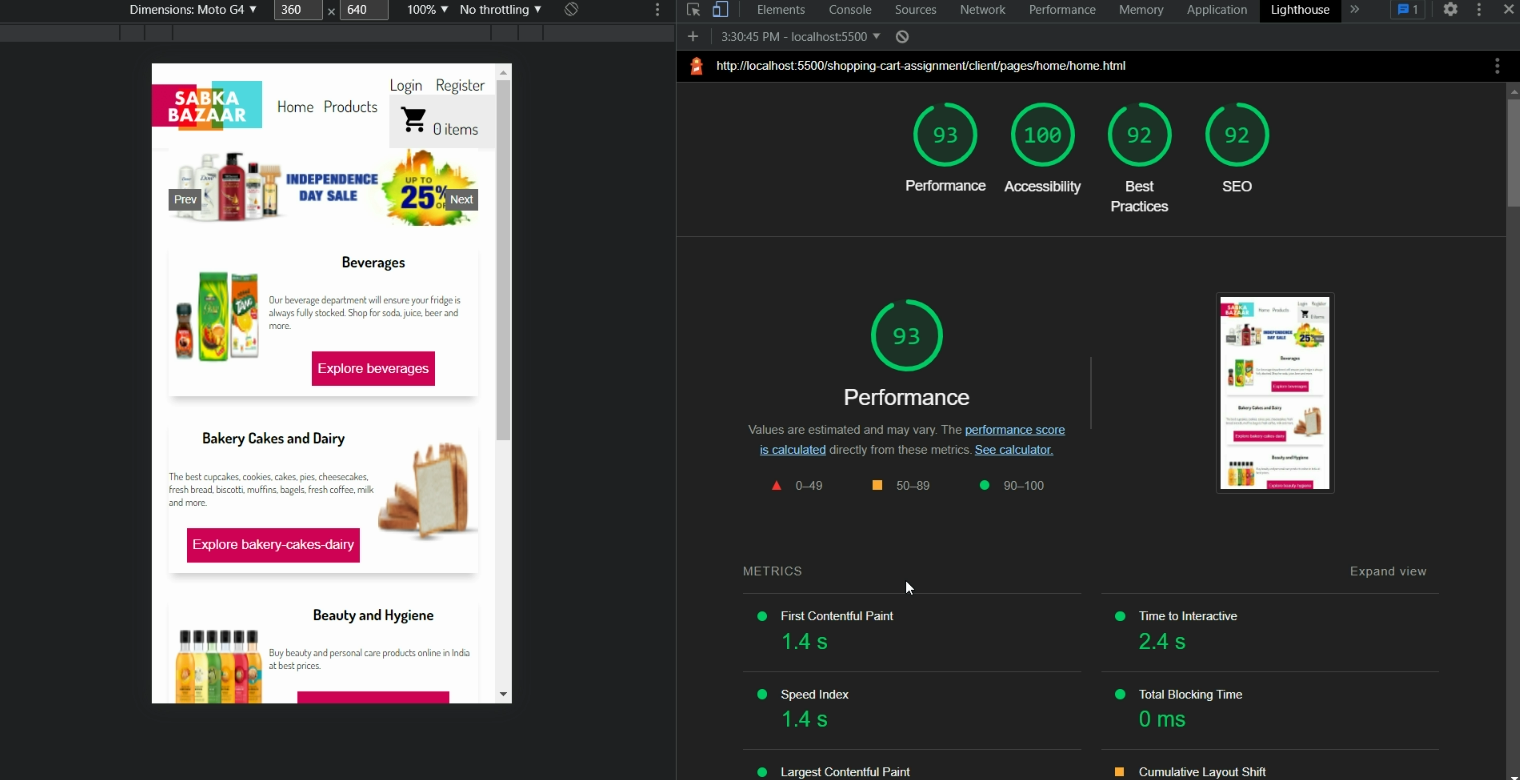 Dimensions: Moto G4 ▼ 360 × 640 100% ▼ No throttling ▼
Elements Console Sources Network Performance Memory Application Lighthouse » 1
3:30:45 PM - localhost:5500 ▼
http://localhost:5500/shopping-cart-assignment/client/pages/home/home.html
SABKA
BAZAAR
Home Products
Login Register
0 items
INDEPENDENCE
DAY SALE
UP TO
25%
Prev
Next
Beverages
Our beverage department will ensure your fridge is
always fully stocked. Shop for soda, juice, beer and
more.
Explore beverages
Bakery Cakes and Dairy
The best cupcakes, cookies, cakes, pies, cheesecakes,
fresh bread, biscotti, muffins, bagels, fresh coffee, milk
and more.
Explore bakery-cakes-dairy
Beauty and Hygiene
Buy beauty and personal care products online in India
at best prices.
93 100 92 92
Performance Accessibility Best
Practices SEO
93
Performance
Values are estimated and may vary. The performance score
is calculated directly from these metrics. See calculator.
0–49 50–89 90–100
METRICS Expand view
First Contentful Paint
1.4 s
Time to Interactive
2.4 s
Speed Index
1.4 s
Total Blocking Time
0 ms
Largest Contentful Paint
Cumulative Layout Shift